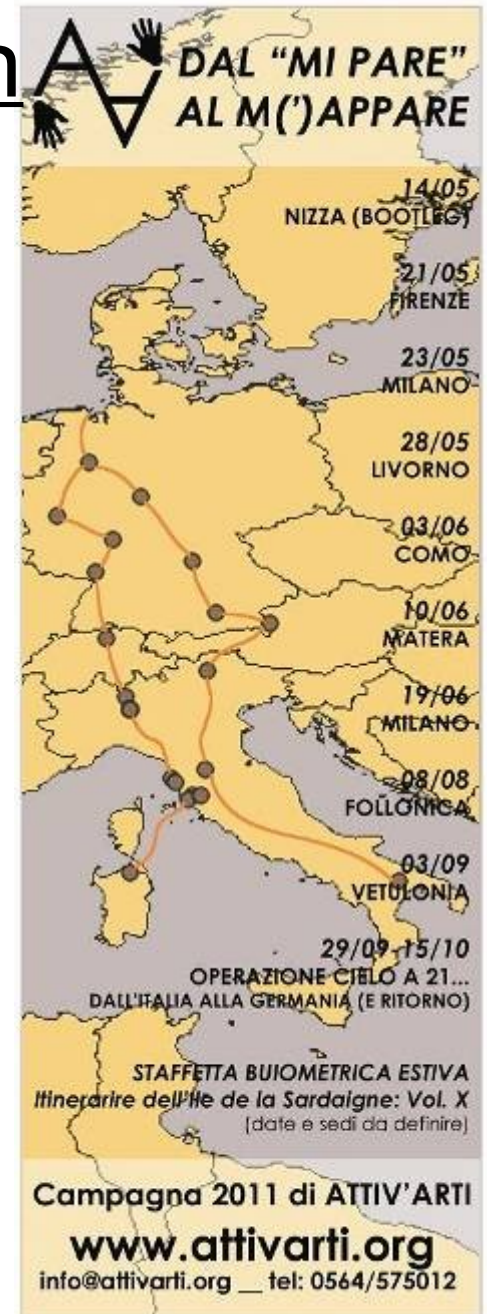 n
DAL “MI PARE”
AL M(’)APPARE
14/05
NIZZA (BOOTLEG)
21/05
FIRENZE
23/05
MILANO
28/05
LIVORNO
03/06
COMO
10/06
MATERA
19/06
MILANO
08/08
FOLLONICA
03/09
VETULONIA
29/09-15/10
OPERAZIONE CIELO A 21...
DALL'ITALIA ALLA GERMANIA (E RITORNO)
STAFFETTA BUIOMETRICA ESTIVA
Itinerarire dell'Ile de la Sardaigne: Vol. X
(date e sedi da definire)
Campagna 2011 di ATTIV'ARTI
www.attivarti.org
info@attivarti.org __ tel: 0564/575012